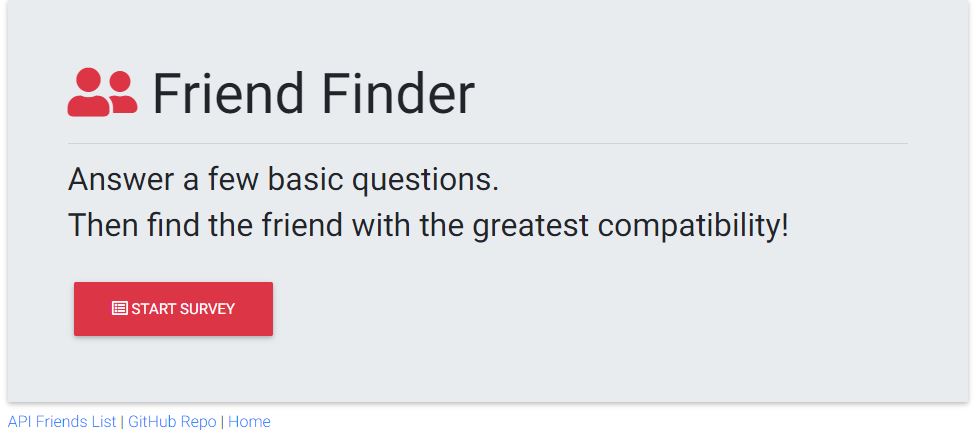 Friend Finder
Answer a few basic questions.
Then find the friend with the greatest compatibility!
START SURVEY
API Friends List | GitHub Repo | Home